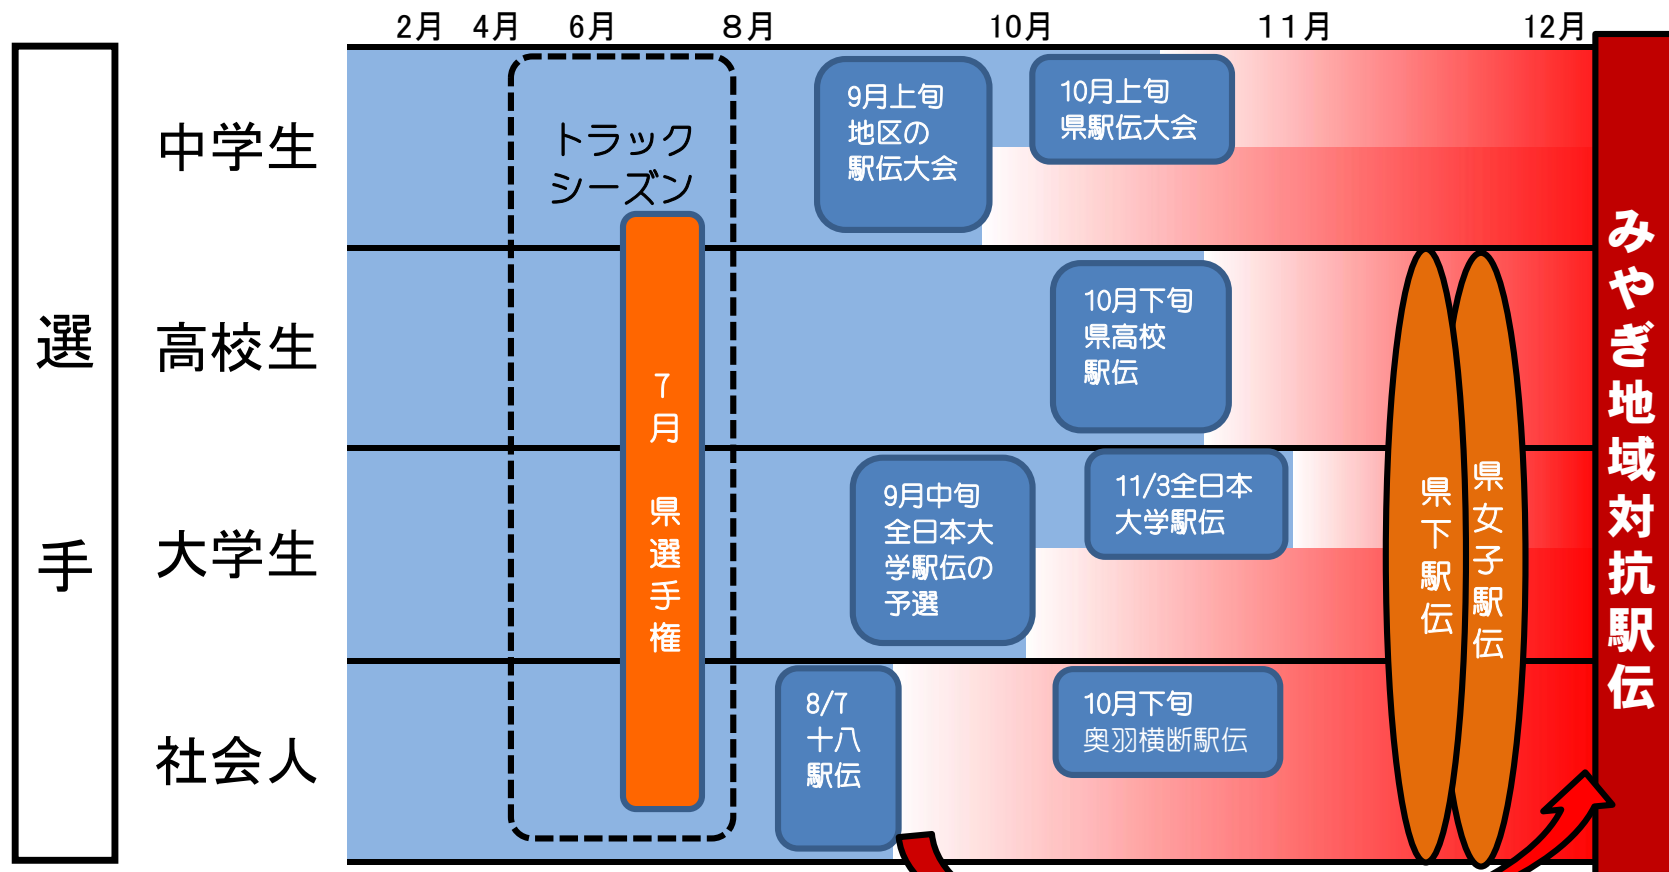 2月 4月 6月 8月 10月 11月 12月
選手
中学生
高校生
大学生
社会人
トラック
シーズン
7月 県選手権
9月上旬
地区の
駅伝大会
10月上旬
県駅伝大会
10月下旬
県高校
駅伝
9月中旬
全日本大
学駅伝の
予選
11/3全日本
大学駅伝
8/7
十八
駅伝
10月下旬
奥羽横断駅伝
県下駅伝
県女子駅伝
みやぎ地域対抗駅伝